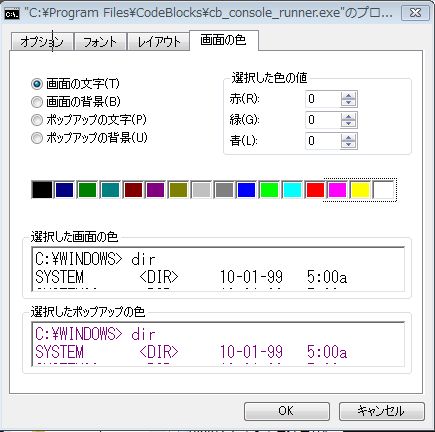 "C:¥Program Files¥CodeBlocks¥cb_console_runner.exe"のプロ...
オプション フォント レイアウト 画面の色
画面の文字(T)
画面の背景(B)
ポップアップの文字(P)
ポップアップの背景(U)
選択した色の値
赤(R): 0
緑(G): 0
青(L): 0
選択した画面の色
C:¥WINDOWS> dir
SYSTEM <DIR> 10-01-99 5:00a
選択したポップアップの色
C:¥WINDOWS> dir
SYSTEM <DIR> 10-01-99 5:00a
OK キャンセル